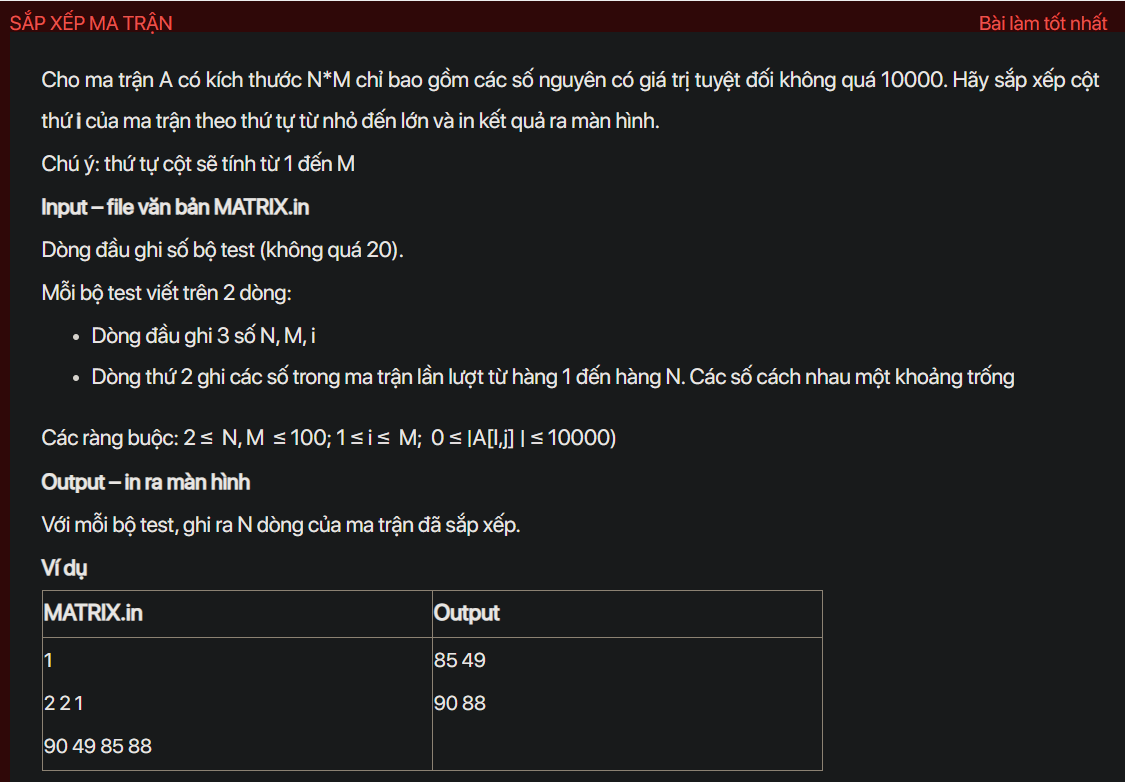 SẮP XẾP MA TRẬN
Bài làm tốt nhất
Cho ma trận A có kích thước N*M chỉ bao gồm các số nguyên có giá trị tuyệt đối không quá 10000. Hãy sắp xếp cột
thứ i của ma trận theo thứ tự từ nhỏ đến lớn và in kết quả ra màn hình.
Chú ý: thứ tự cột sẽ tính từ 1 đến M
Input – file văn bản MATRIX.in
Dòng đầu ghi số bộ test (không quá 20).
Mỗi bộ test viết trên 2 dòng:
• Dòng đầu ghi 3 số N, M, i
• Dòng thứ 2 ghi các số trong ma trận lần lượt từ hàng 1 đến hàng N. Các số cách nhau một khoảng trống
Các ràng buộc: 2 ≤ N, M ≤ 100; 1 ≤ i ≤ M; 0 ≤ |A[I,j] | ≤ 10000)
Output – in ra màn hình
Với mỗi bộ test, ghi ra N dòng của ma trận đã sắp xếp.
Ví dụ
MATRIX.in
Output
1
2 2 1
90 49 85 88
85 49
90 88